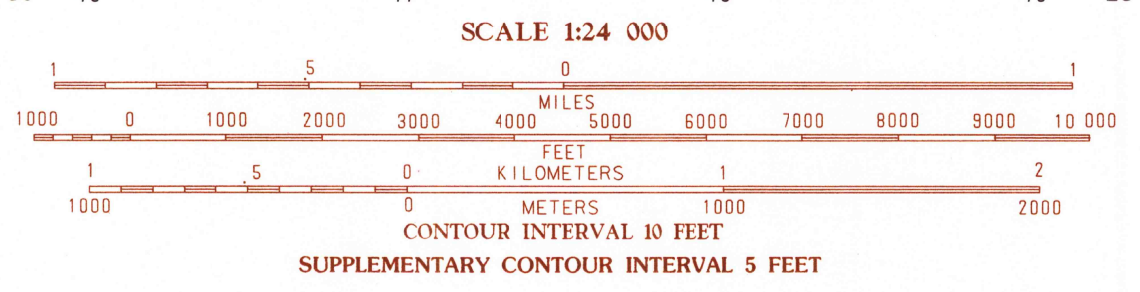 SCALE 1:24 000
1 .5 0 1
MILES
1000 0 1000 2000 3000 4000 5000 6000 7000 8000 9000 10 000
FEET
1 .5 0 KILOMETERS 1 2
1000 0 METERS 1000 2000
CONTOUR INTERVAL 10 FEET
SUPPLEMENTARY CONTOUR INTERVAL 5 FEET